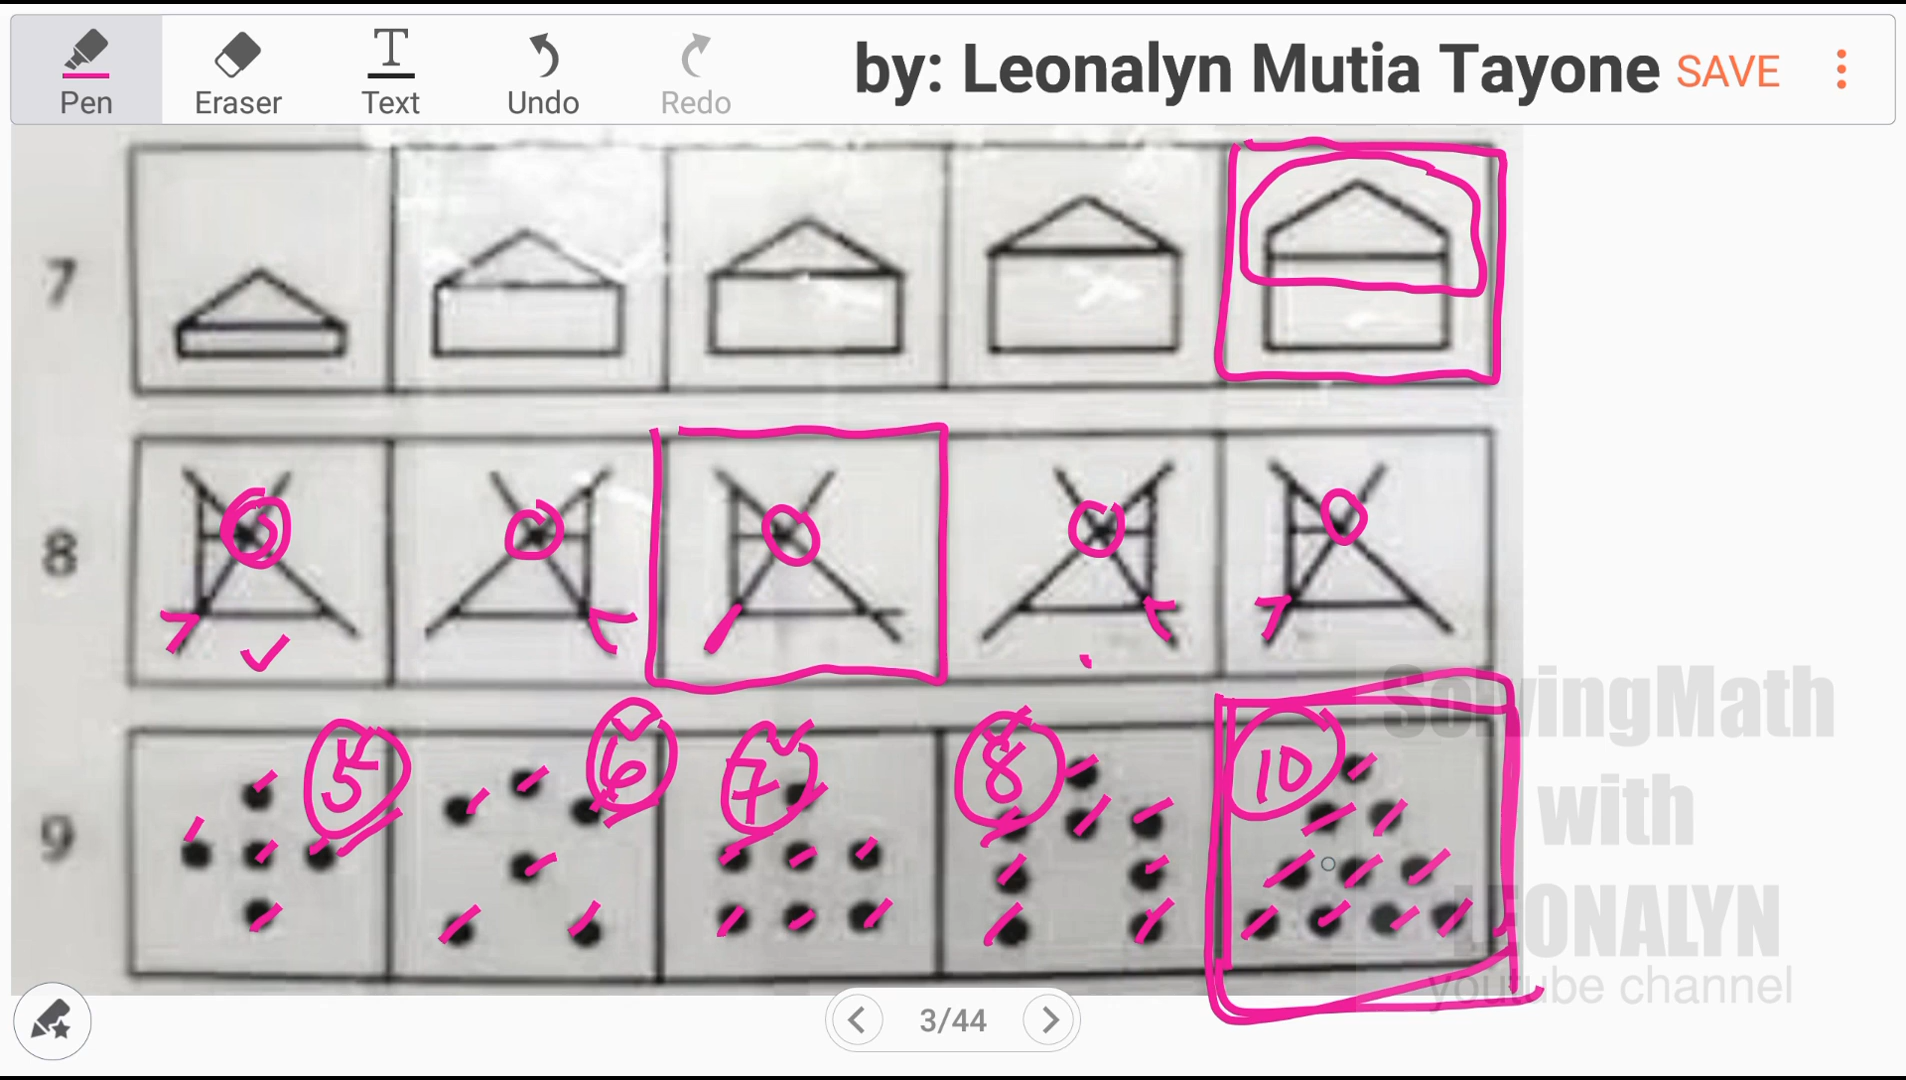 Pen
Eraser
Text
Undo
Redo
by: Leonalyn Mutia Tayone
SAVE
7
8
9
5
6
7
8
10
SolvingMath
with
LEONALYN
youtube channel
3/44